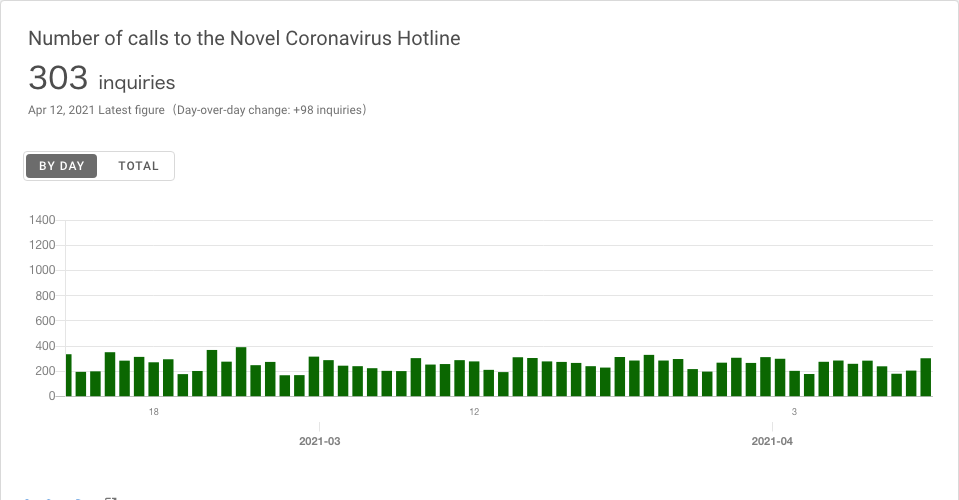 Number of calls to the Novel Coronavirus Hotline
303 inquiries
Apr 12, 2021 Latest figure（Day-over-day change: +98 inquiries）
BY DAY TOTAL
1400
1200
1000
800
600
400
200
0
18 12 3
2021-03 2021-04